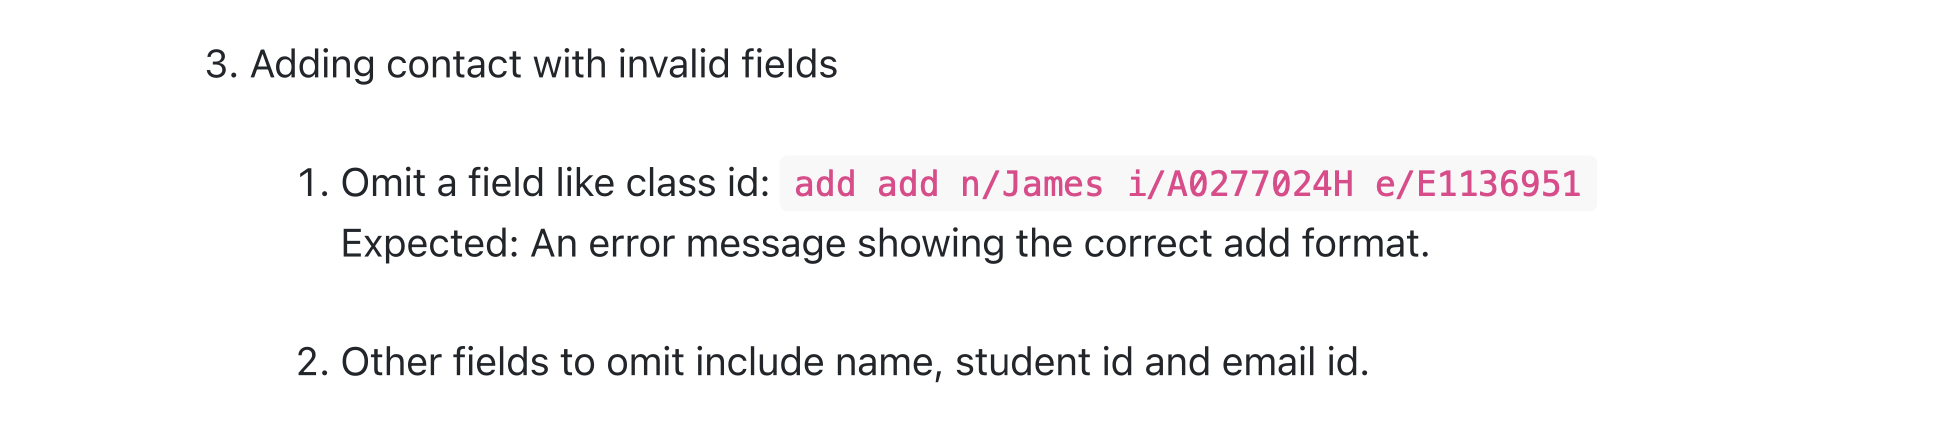 3. Adding contact with invalid fields
1. Omit a field like class id: add add n/James i/A0277024H e/E1136951
Expected: An error message showing the correct add format.
2. Other fields to omit include name, student id and email id.